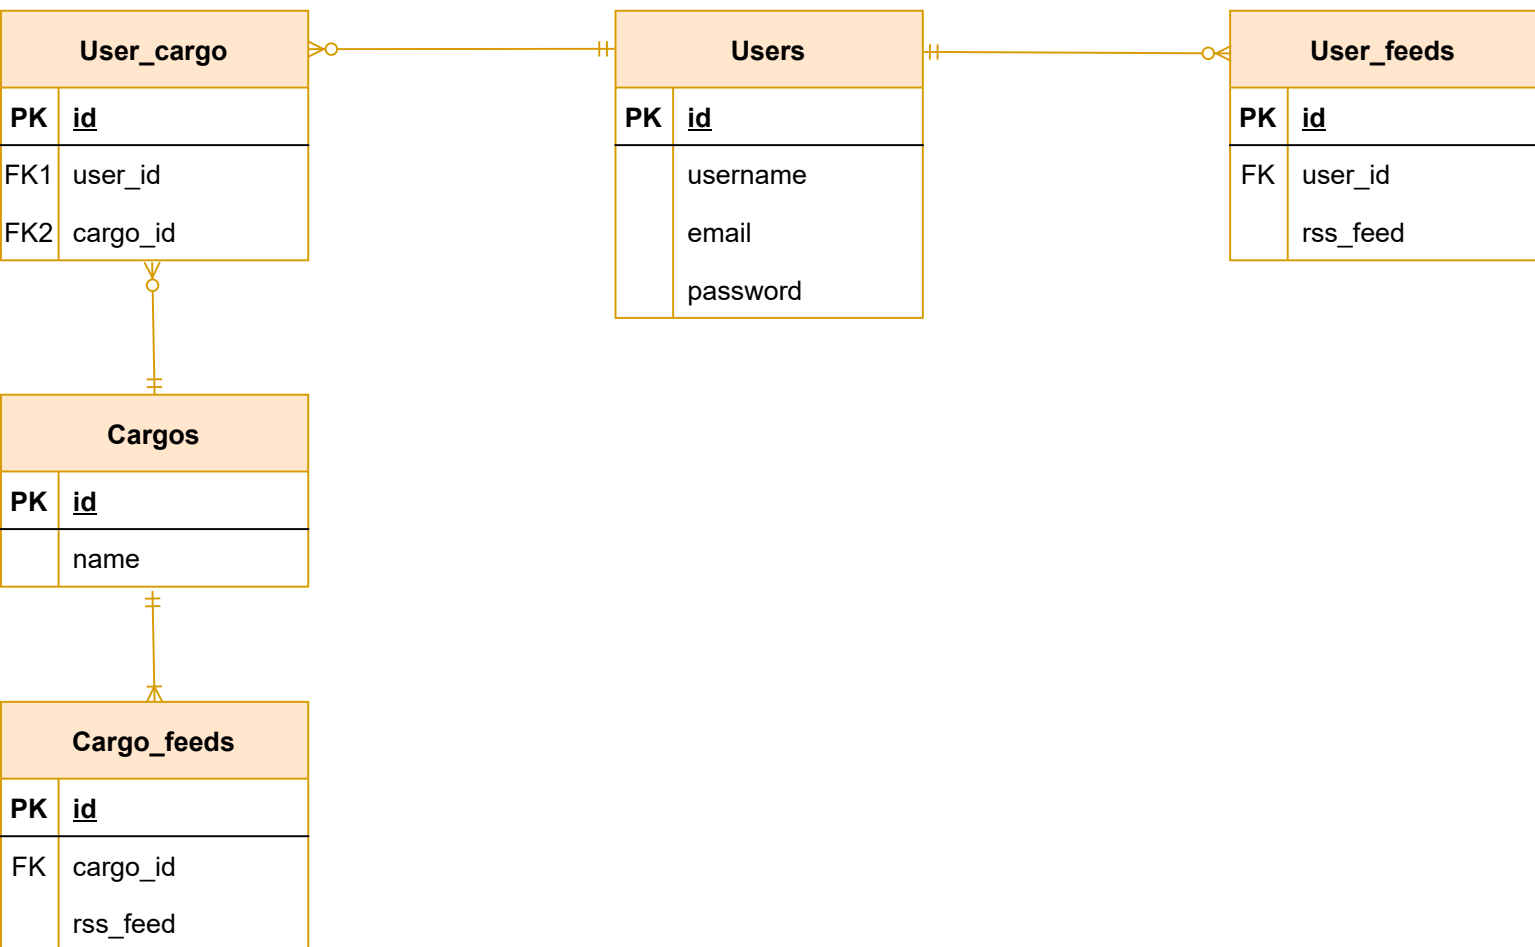 User_cargo
PK id
FK1 user_id
FK2 cargo_id
Users
PK id
username
email
password
User_feeds
PK id
FK user_id
rss_feed
Cargos
PK id
name
Cargo_feeds
PK id
FK cargo_id
rss_feed